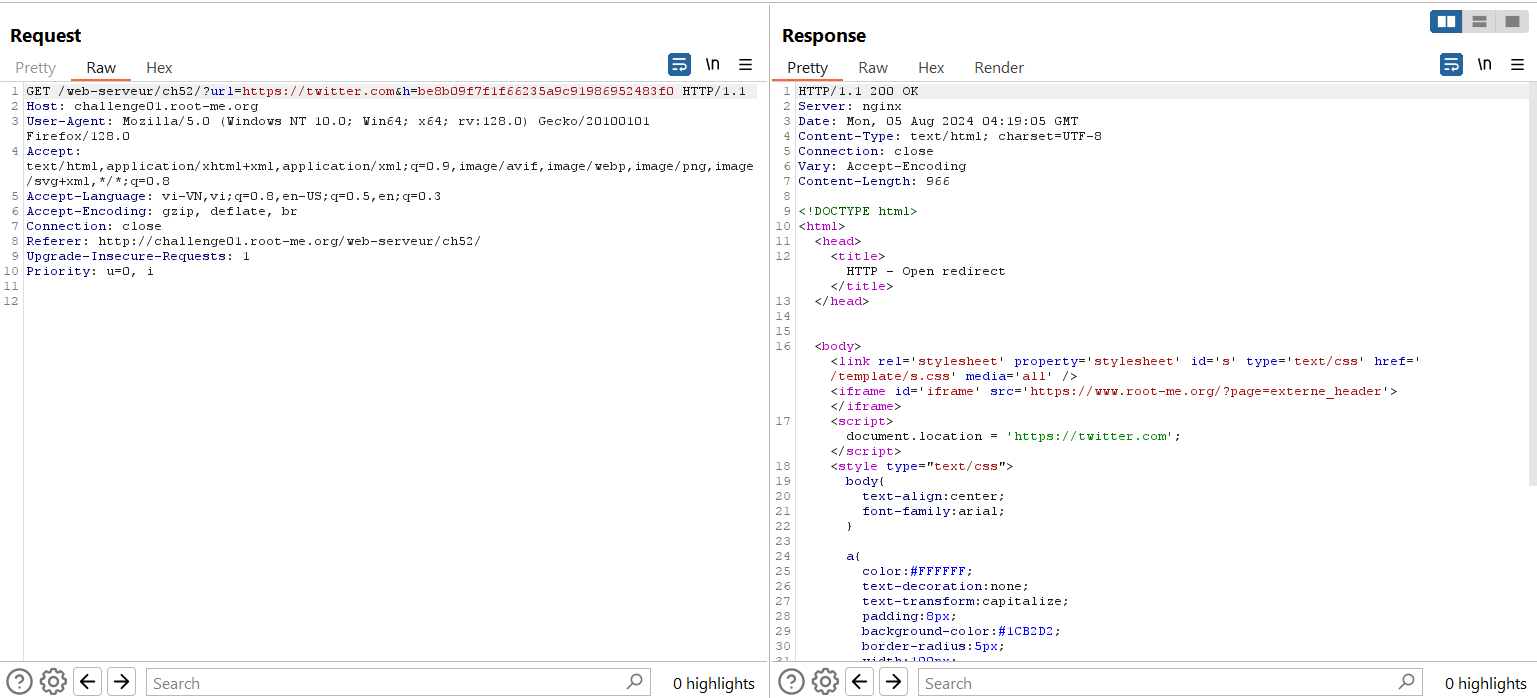 Request
Pretty Raw Hex
\n
1 GET /web-serveur/ch52/?url=https://twitter.com&h=be8b09f7f1f66235a9c91986952483f0 HTTP/1.1
2 Host: challenge01.root-me.org
3 User-Agent: Mozilla/5.0 (Windows NT 10.0; Win64; x64; rv:128.0) Gecko/20100101
Firefox/128.0
4 Accept:
text/html,application/xhtml+xml,application/xml;q=0.9,image/avif,image/webp,image/png,image
/svg+xml,*/*;q=0.8
5 Accept-Language: vi-VN,vi;q=0.8,en-US;q=0.5,en;q=0.3
6 Accept-Encoding: gzip, deflate, br
7 Connection: close
8 Referer: http://challenge01.root-me.org/web-serveur/ch52/
9 Upgrade-Insecure-Requests: 1
10 Priority: u=0, i
11
12
Search
0 highlights
Response
Pretty Raw Hex Render
\n
1 HTTP/1.1 200 OK
2 Server: nginx
3 Date: Mon, 05 Aug 2024 04:19:05 GMT
4 Content-Type: text/html; charset=UTF-8
5 Connection: close
6 Vary: Accept-Encoding
7 Content-Length: 966
8
9 <!DOCTYPE html>
10 <html>
11 <head>
12 <title>
HTTP - Open redirect
</title>
13 </head>
14
15
16 <body>
<link rel='stylesheet' property='stylesheet' id='s' type='text/css' href='
/template/s.css' media='all' />
<iframe id='iframe' src='https://www.root-me.org/?page=externe_header'>
</iframe>
17 <script>
document.location = 'https://twitter.com';
</script>
18 <style type="text/css">
19 body{
20 text-align:center;
21 font-family:arial;
22 }
23
24 a{
25 color:#FFFFFF;
26 text-decoration:none;
27 text-transform:capitalize;
28 padding:8px;
29 background-color:#1CB2D2;
30 border-radius:5px;
31 width:100px;
Search
0 highlights